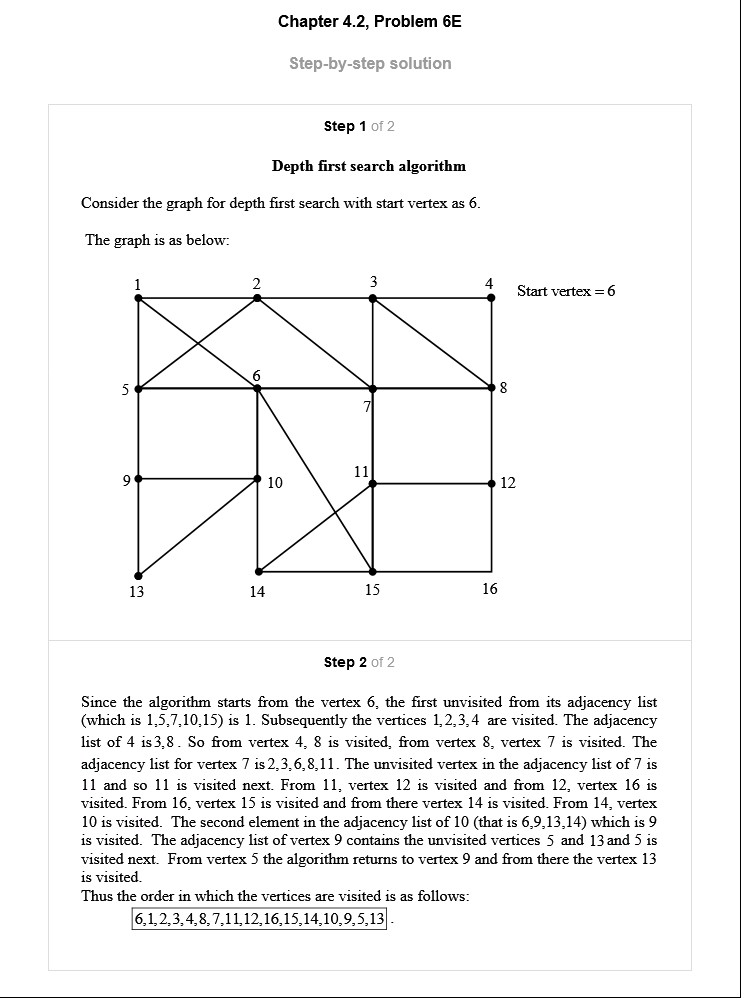 Chapter 4.2, Problem 6E
Step-by-step solution
Step 1 of 2
Depth first search algorithm
Consider the graph for depth first search with start vertex as 6.
The graph is as below:
1 2 3 4 Start vertex = 6
5 6 7 8
9 10 11 12
13 14 15 16
Step 2 of 2
Since the algorithm starts from the vertex 6, the first unvisited from its adjacency list
(which is 1,5,7,10,15) is 1. Subsequently the vertices 1,2,3,4 are visited. The adjacency
list of 4 is 3,8. So from vertex 4, 8 is visited, from vertex 8, vertex 7 is visited. The
adjacency list for vertex 7 is 2,3,6,8,11. The unvisited vertex in the adjacency list of 7 is
11 and so 11 is visited next. From 11, vertex 12 is visited and from 12, vertex 16 is
visited. From 16, vertex 15 is visited and from there vertex 14 is visited. From 14, vertex
10 is visited. The second element in the adjacency list of 10 (that is 6,9,13,14) which is 9
is visited. The adjacency list of vertex 9 contains the unvisited vertices 5 and 13 and 5 is
visited next. From vertex 5 the algorithm returns to vertex 9 and from there the vertex 13
is visited.
Thus the order in which the vertices are visited is as follows:
6,1,2,3,4,8,7,11,12,16,15,14,10,9,5,13.